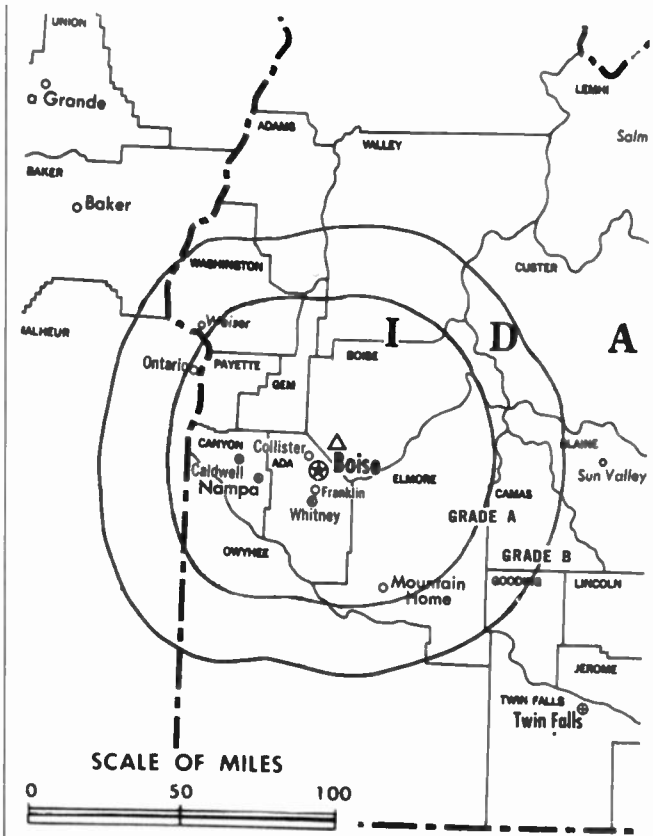 UNION
a Grande
LEMHI
ADAMS
VALLEY
Salm
BAKER
Baker
WASHINGTON
CUSTER
MALHEUR
Weiser
I D A
BOISE
Ontario
PAYETTE
GEM
CANYON
Collister
BLAINE
ADA
Boise
Caldwell
Sun Valley
ELMORE
Nampa
Franklin
CAMAS
Whitney
GRADE A
OWYHEE
GRADE B
Mountain
Home
GOODING
LINCOLN
JEROME
TWIN FALLS
Twin Falls
SCALE OF MILES
0 50 100